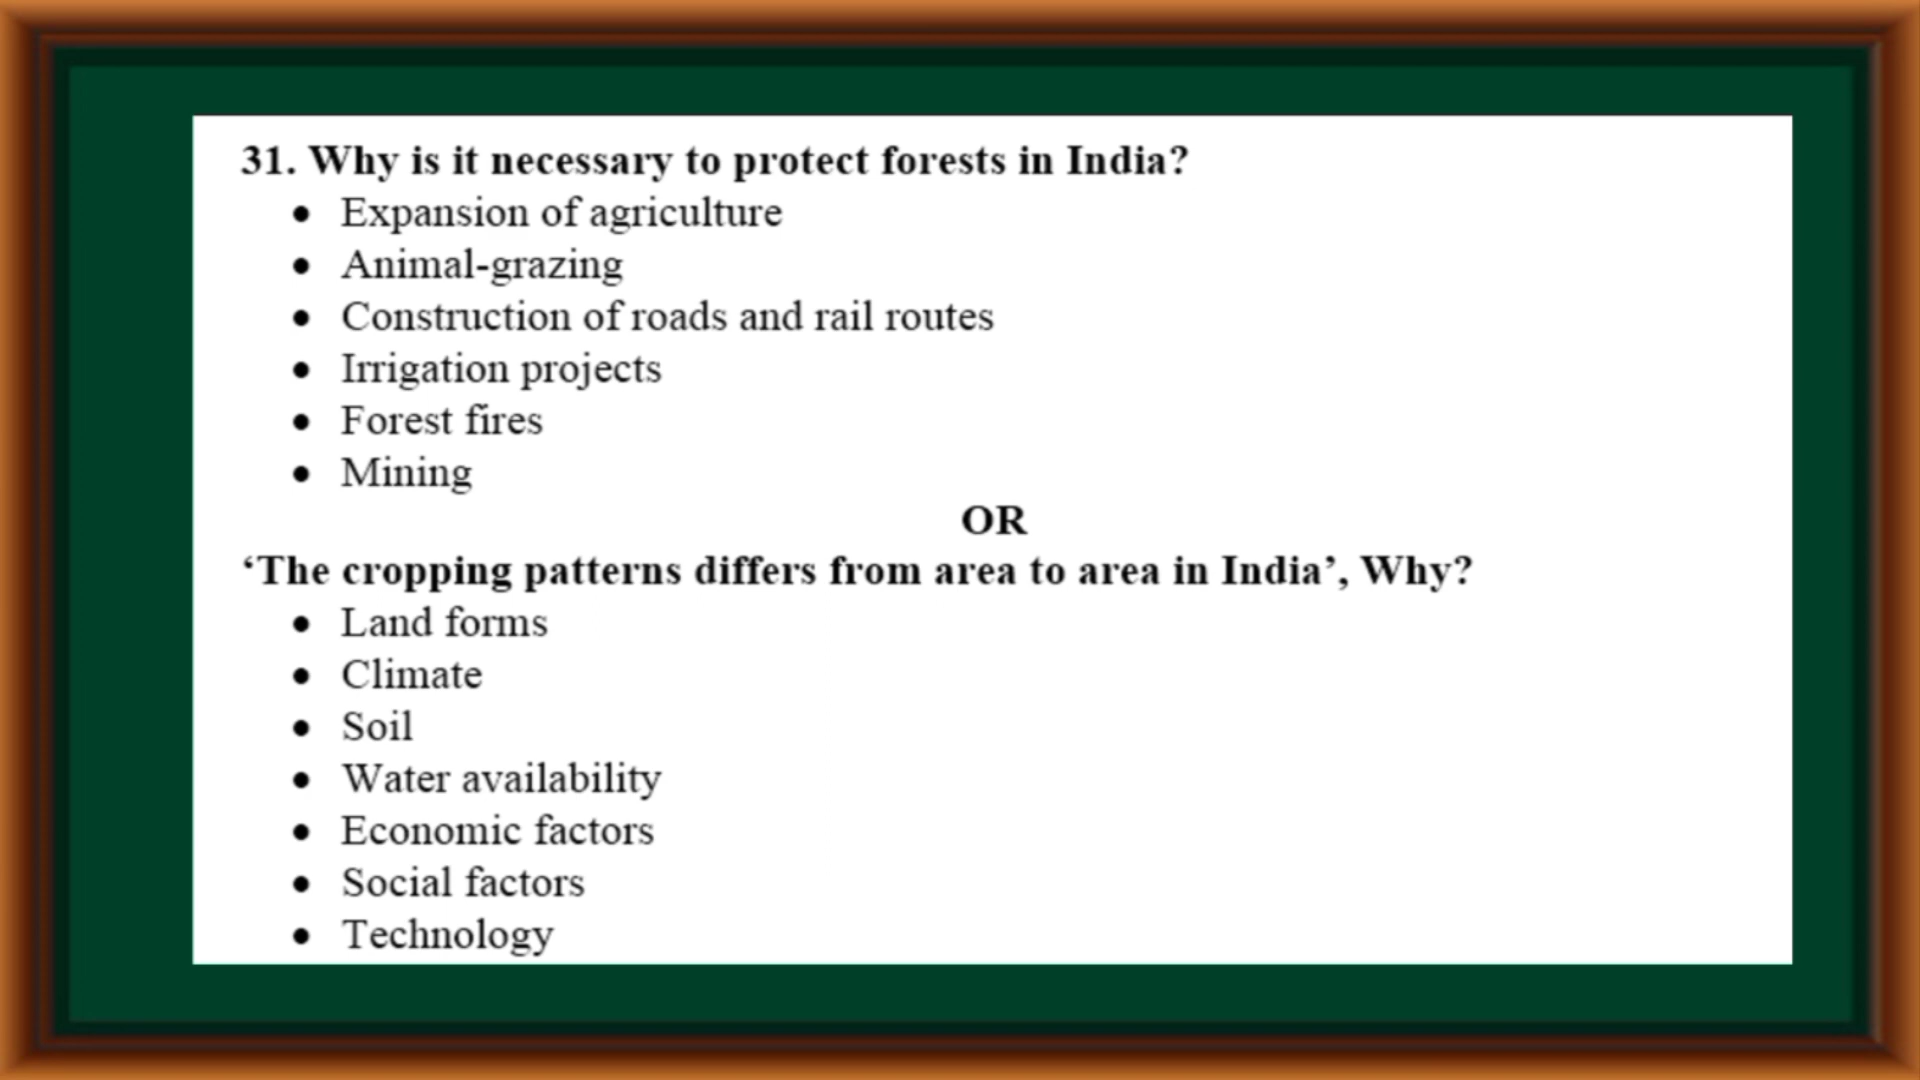 31. Why is it necessary to protect forests in India?
• Expansion of agriculture
• Animal-grazing
• Construction of roads and rail routes
• Irrigation projects
• Forest fires
• Mining
OR
‘The cropping patterns differs from area to area in India’, Why?
• Land forms
• Climate
• Soil
• Water availability
• Economic factors
• Social factors
• Technology